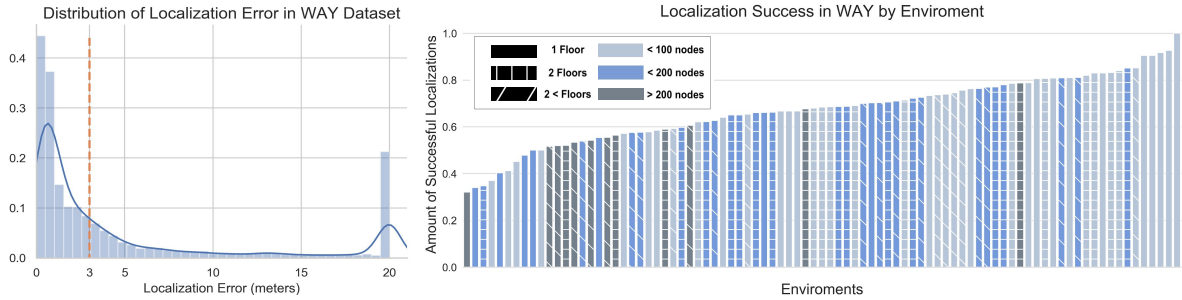 Distribution of Localization Error in WAY Dataset
0.4
0.3
0.2
0.1
0.0
0 3 5 10 15 20
Localization Error (meters)
Localization Success in WAY by Enviroment
Amount of Successful Localizations
1.0
0.8
0.6
0.4
0.2
0.0
1 Floor < 100 nodes
2 Floors < 200 nodes
2 < Floors > 200 nodes
Enviroments